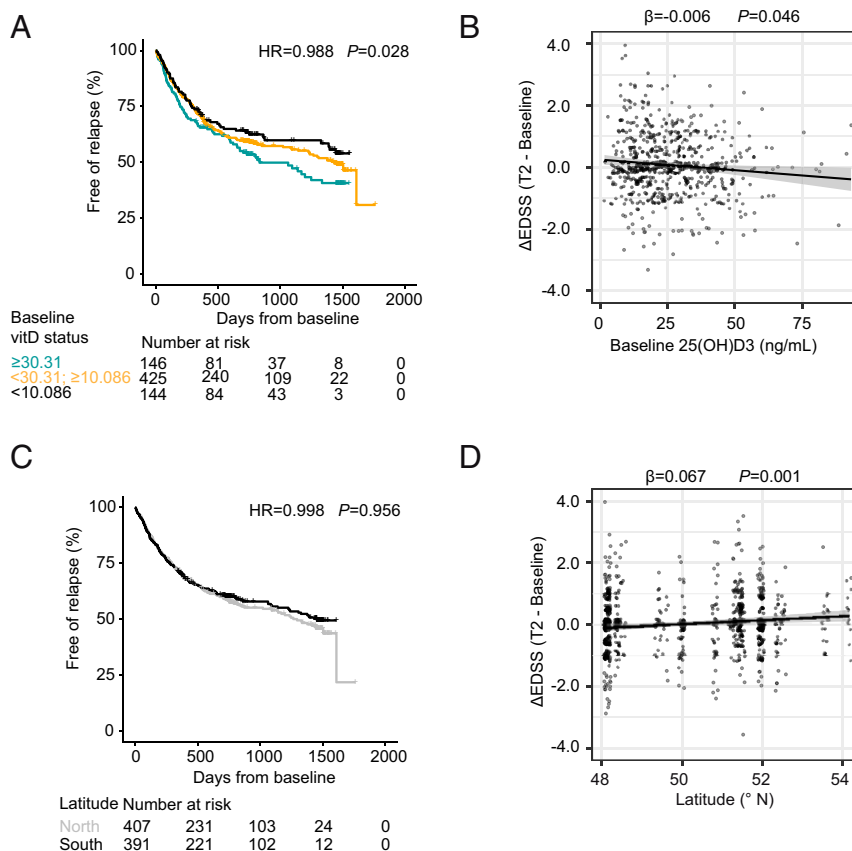 A
HR=0.988 P=0.028
Free of relapse (%)
100
75
50
25
0
0 500 1000 1500 2000
Days from baseline
Baseline
vitD status
Number at risk
≥30.31 146 81 37 8 0
<30.31; ≥10.086 425 240 109 22 0
<10.086 144 84 43 3 0
B
β=-0.006 P=0.046
ΔEDSS (T2 - Baseline)
4.0
2.0
0.0
-2.0
-4.0
0 25 50 75
Baseline 25(OH)D3 (ng/mL)
C
HR=0.998 P=0.956
Free of relapse (%)
100
75
50
25
0
0 500 1000 1500 2000
Days from baseline
Latitude Number at risk
North 407 231 103 24 0
South 391 221 102 12 0
D
β=0.067 P=0.001
ΔEDSS (T2 - Baseline)
4.0
2.0
0.0
-2.0
-4.0
48 50 52 54
Latitude (° N)